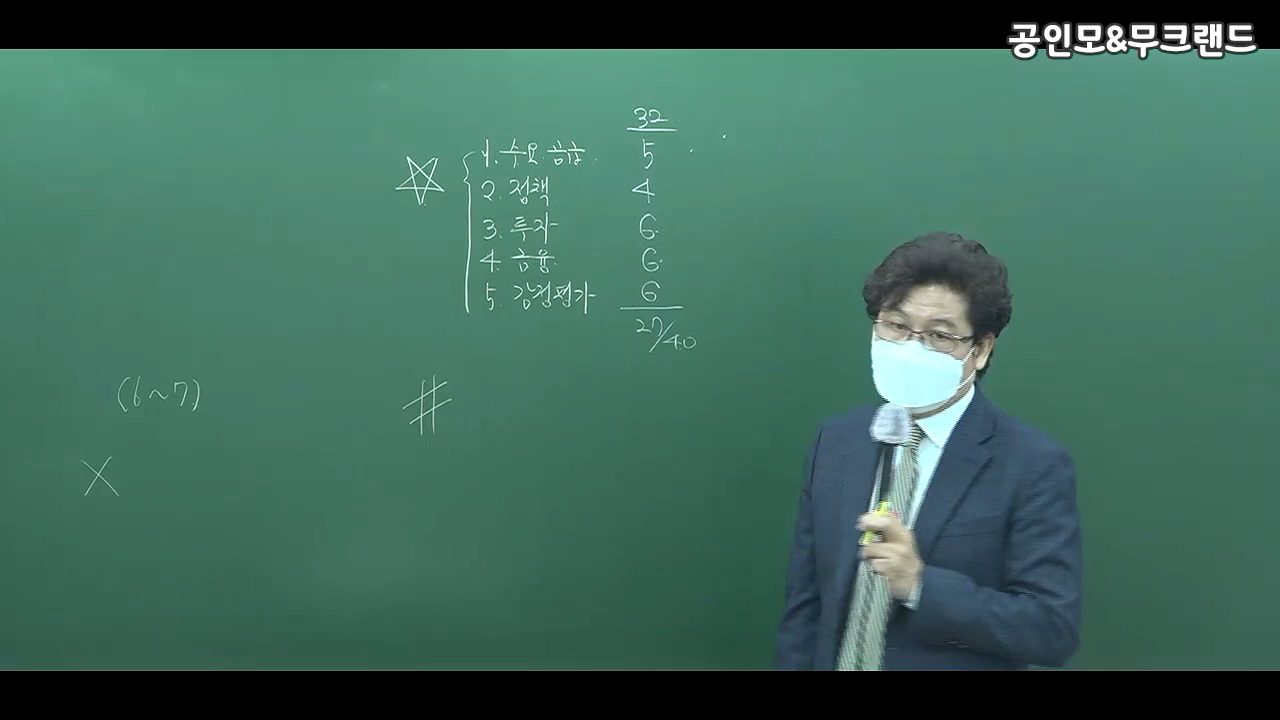 공인모&무크랜드
32
1. 수요 공급 5
2. 정책 4
3. 투자 6
4. 금융 6
5. 감정평가 6
27/40
(6~7)
#
X